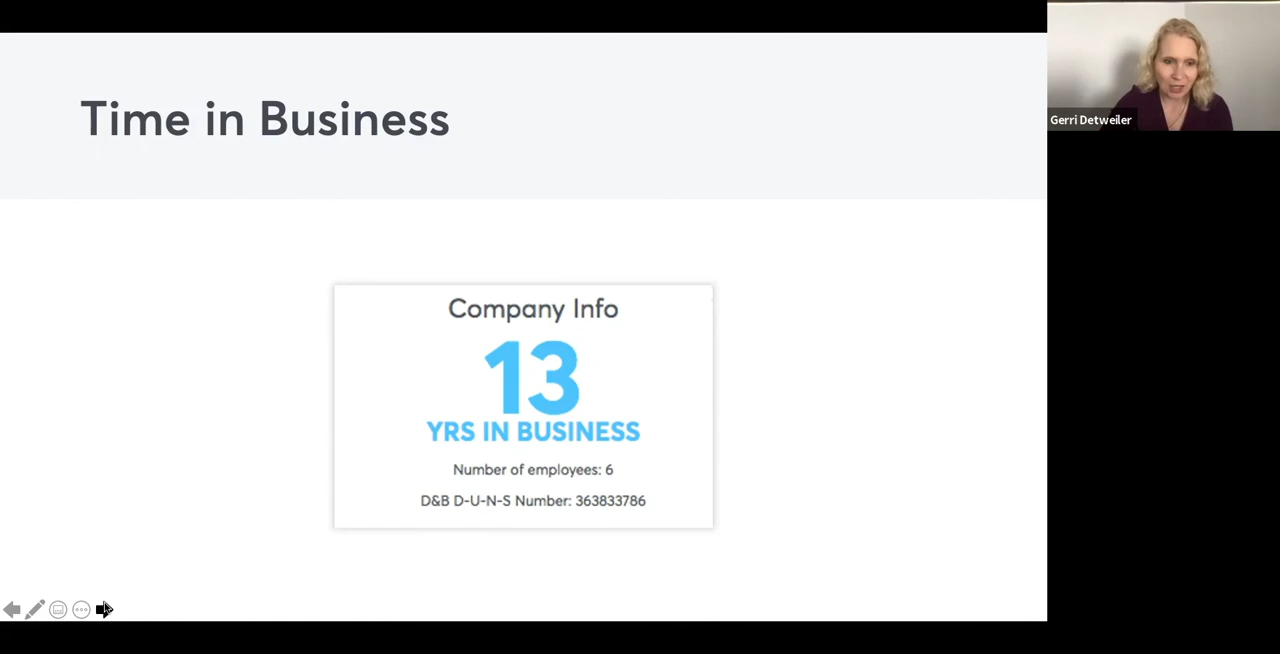 Time in Business
Gerri Detweiler
Company Info
13
YRS IN BUSINESS
Number of employees: 6
D&B D-U-N-S Number: 363833786